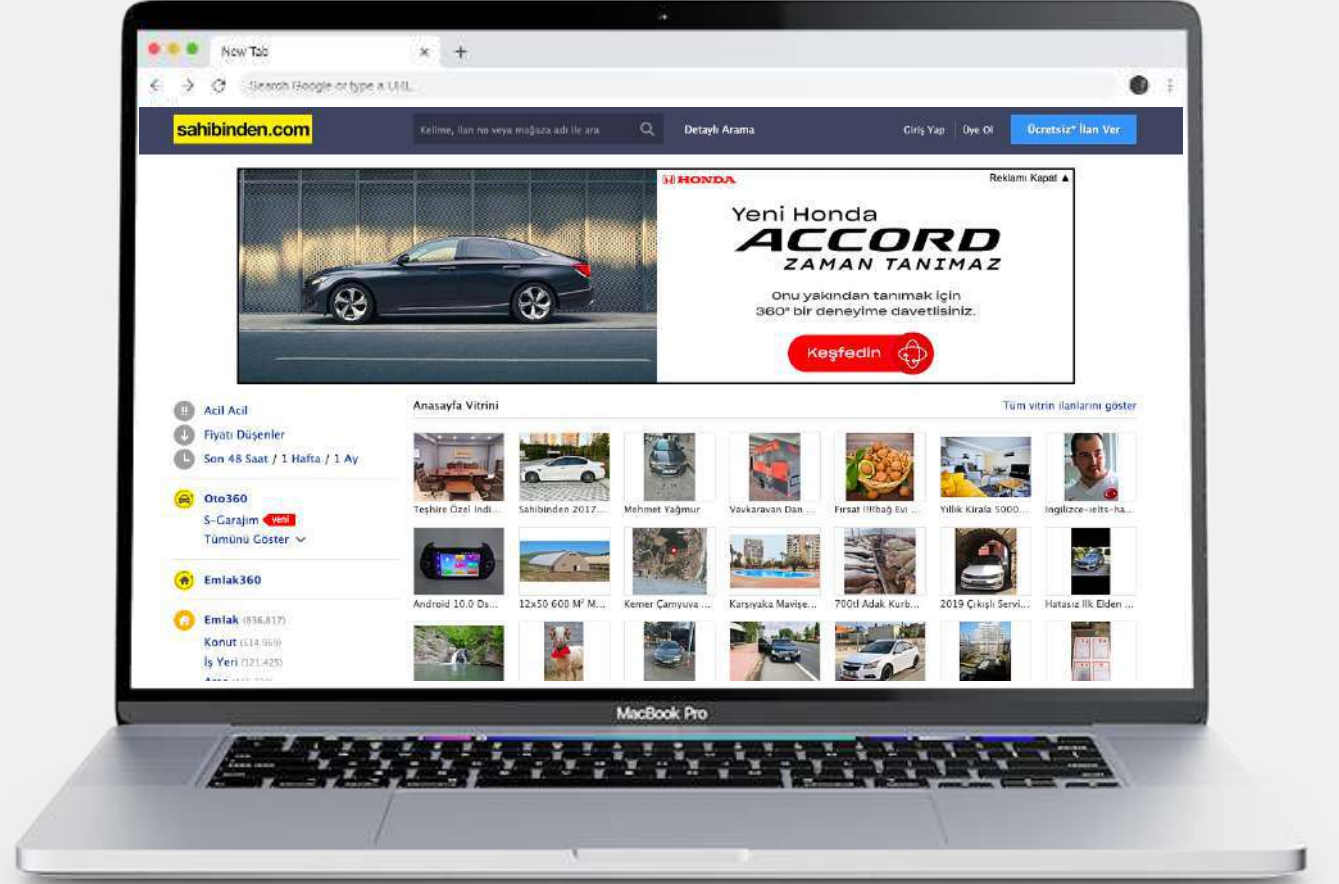 New Tab
Search Google or type a URL
sahibinden.com
Kelime, ilan no veya mağaza adı ile ara
Detaylı Arama
Giriş Yap
Üye Ol
Ücretsiz* İlan Ver
HONDA
Reklamı Kapat ▲
Yeni Honda
ACCORD
ZAMAN TANIMAZ
Onu yakından tanımak için
360° bir deneyime davetlisiniz.
Keşfedin
Acil Acil
Fiyatı Düşenler
Son 48 Saat / 1 Hafta / 1 Ay
Oto360
S-Garajım yeni
Tümünü Göster
Emlak360
Emlak (836.817)
Konut
İş Yeri (121.425)
Anasayfa Vitrini
Tüm vitrin ilanlarını göster
Teşhire Özel Indi...
Sahibinden 2017...
Mehmet Yağmur
Vavkaravan Dan ...
Fırsat !!!!bağ Evi ...
Yıllık Kirala 5000...
Ingilizce-ielts-ha...
Android 10.0 Ds...
12x50 600 M² M...
Kemer Çamyuva ...
Karşıyaka Mavişe...
700tl Adak Kurb...
2019 Çıkışlı Servi...
Hatasız Ilk Elden ...
MacBook Pro